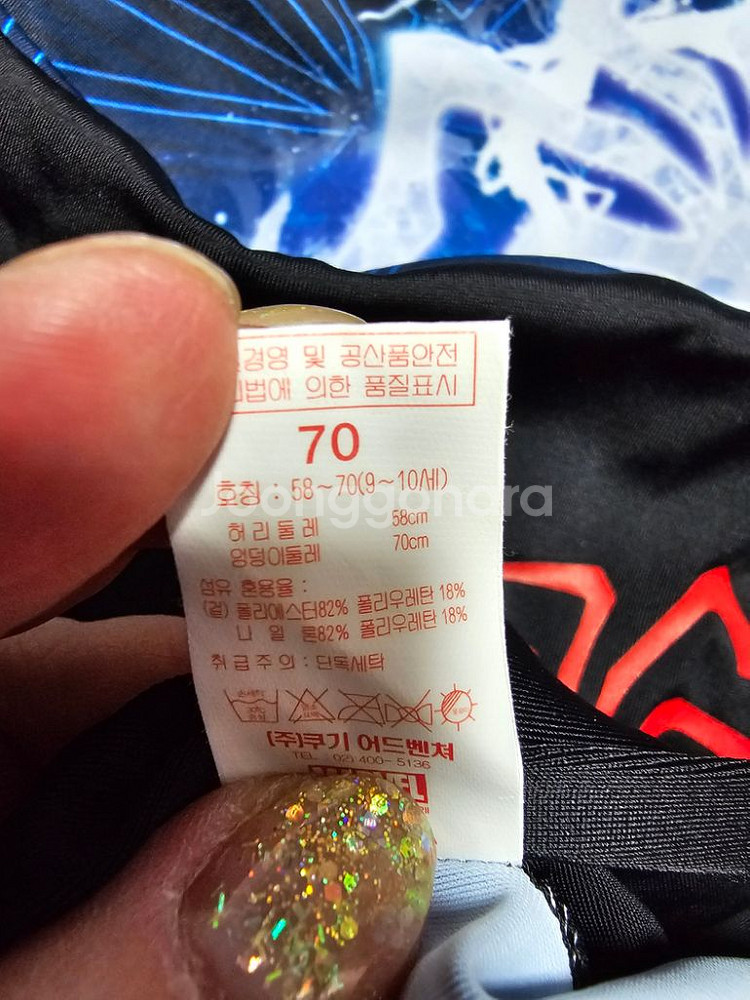 경영 및 공산품안전
법에 의한 품질표시
70
호칭 : 58~70(9~10세)
허리둘레 58cm
엉덩이둘레 70cm
섬유 혼용율 :
(겉) 폴리에스터82% 폴리우레탄 18%
나 일 론82% 폴리우레탄 18%
취급주의 : 단독세탁
손세탁
(주)쿠기 어드벤쳐
TEL. 02) 400-5136
Joonggonara